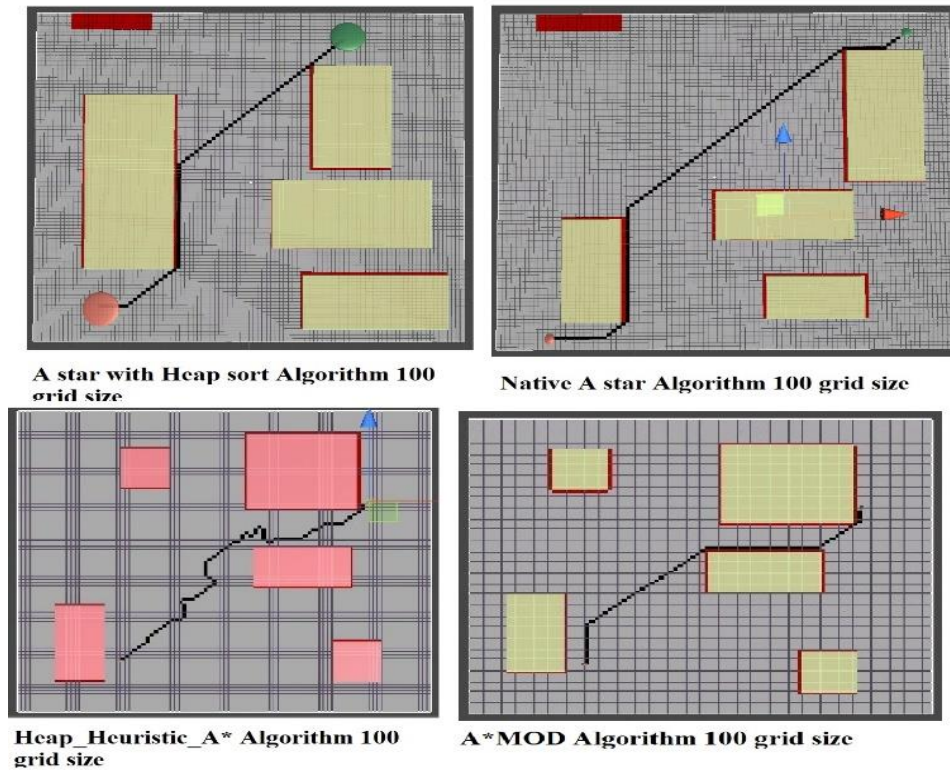 A star with Heap sort Algorithm 100
grid size
Native A star Algorithm 100 grid size
Heap_Heuristic_A* Algorithm 100
grid size
A*MOD Algorithm 100 grid size